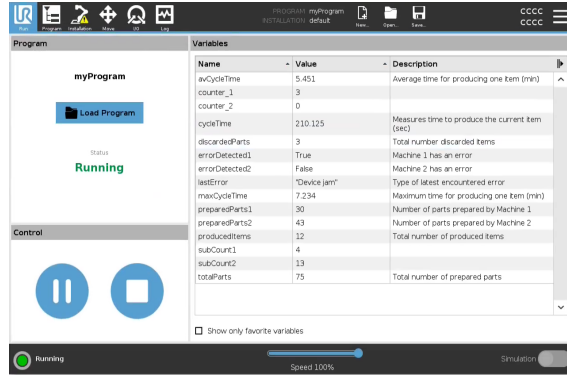 UR
PROGRAM myProgram
INSTALLATION default
CCCC
CCCC
Run Program Installation Move I/O Log New... Open... Save...
Program
myProgram
Load Program
Status
Running
Control
Variables
Name Value Description
avCycleTime 5.451 Average time for producing one item (min)
counter_1 3
counter_2 0
cycleTime 210.125 Measures time to produce the current item
(sec)
discardedParts 3 Total number discarded items
errorDetected1 True Machine 1 has an error
errorDetected2 False Machine 2 has an error
lastError "Device jam" Type of latest encountered error
maxCycleTime 7.234 Maximum time for producing one item (min)
preparedParts1 30 Number of parts prepared by Machine 1
preparedParts2 43 Number of parts prepared by Machine 2
producedItems 12 Total number of produced items
subCount1 4
subCount2 13
totalParts 75 Total number of prepared parts
Show only favorite variables
Running
Speed 100%
Simulation